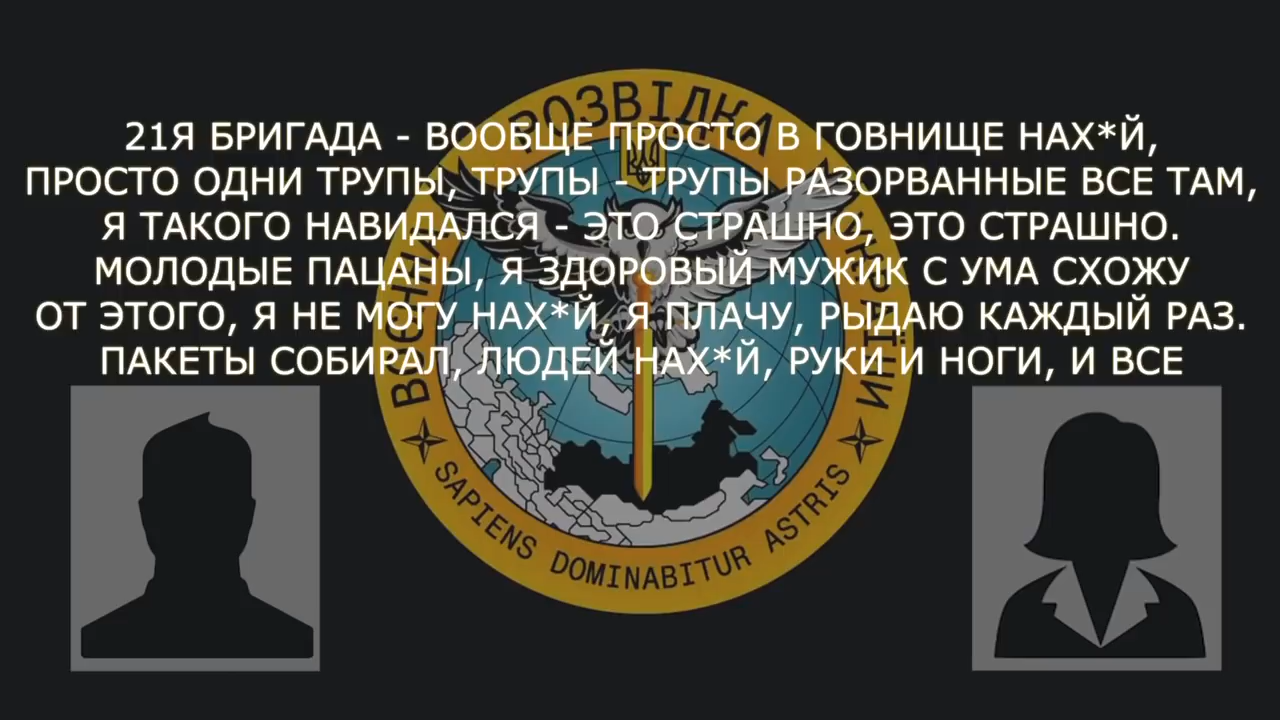 21Я БРИГАДА - ВООБЩЕ ПРОСТО В ГОВНИЩЕ НАХ*Й,
ПРОСТО ОДНИ ТРУПЫ, ТРУПЫ - ТРУПЫ РАЗОРВАННЫЕ ВСЕ ТАМ,
Я ТАКОГО НАВИДАЛСЯ - ЭТО СТРАШНО, ЭТО СТРАШНО.
МОЛОДЫЕ ПАЦАНЫ, Я ЗДОРОВЫЙ МУЖИК С УМА СХОЖУ
ОТ ЭТОГО, Я НЕ МОГУ НАХ*Й, Я ПЛАЧУ, РЫДАЮ КАЖДЫЙ РАЗ.
ПАКЕТЫ СОБИРАЛ, ЛЮДЕЙ НАХ*Й, РУКИ И НОГИ, И ВСЕ
РОЗВІДКА
SAPIENS DOMINABITUR ASTRIS